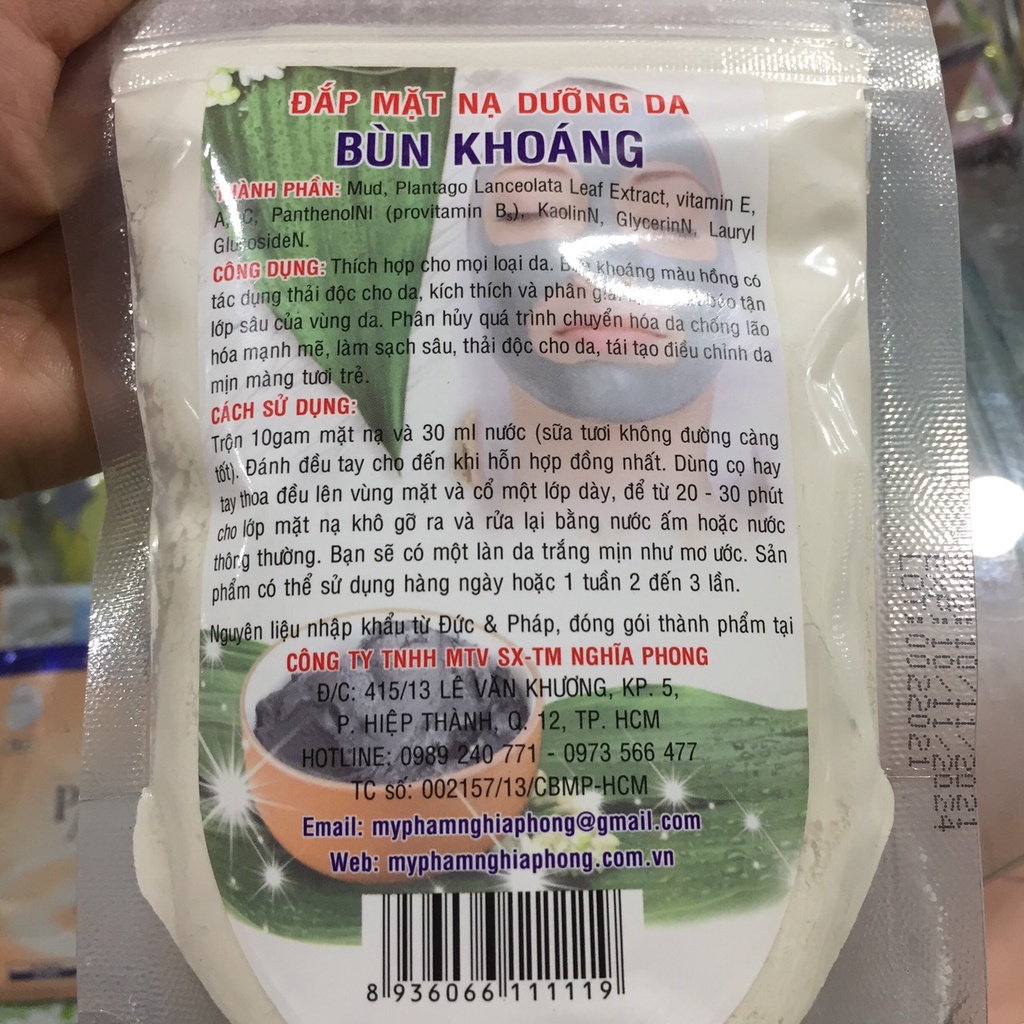 ĐẮP MẶT NẠ DƯỠNG DA
BÙN KHOÁNG
THÀNH PHẦN: Mud, Plantago Lanceolata Leaf Extract, vitamin E,
A, C, PanthenolNI (provitamin B₅), KaolinN, GlycerinN, Lauryl
GlucosideN.
CÔNG DỤNG: Thích hợp cho mọi loại da. khoáng màu hồng có
tác dụng thải độc cho da, kích thích và phân bào tận
lớp sâu của vùng da. Phân hủy quá trình chuyển hóa da chống lão
hóa mạnh mẽ, làm sạch sâu, thải độc cho da, tái tạo điều chỉnh da
mịn màng tươi trẻ.
CÁCH SỬ DỤNG:
Trộn 10gam mặt nạ và 30 ml nước (sữa tươi không đường càng
tốt). Đánh đều tay cho đến khi hỗn hợp đồng nhất. Dùng cọ hay
tay thoa đều lên vùng mặt và cổ một lớp dày, để từ 20 - 30 phút
cho lớp mặt nạ khô gỡ ra và rửa lại bằng nước ấm hoặc nước
thông thường. Bạn sẽ có một làn da trắng mịn như mơ ước. Sản
phẩm có thể sử dụng hàng ngày hoặc 1 tuần 2 đến 3 lần.
Nguyên liệu nhập khẩu từ Đức & Pháp, đóng gói thành phẩm tại
CÔNG TY TNHH MTV SX-TM NGHĨA PHONG
Đ/C: 415/13 LÊ VĂN KHƯƠNG, KP. 5,
P. HIỆP THÀNH, Q. 12, TP. HCM
HOTLINE: 0989 240 771 - 0973 566 477
TC số: 002157/13/CBMP-HCM
Email: myphamnghiaphong@gmail.com
Web: myphamnghiaphong.com.vn
8 936066 111119